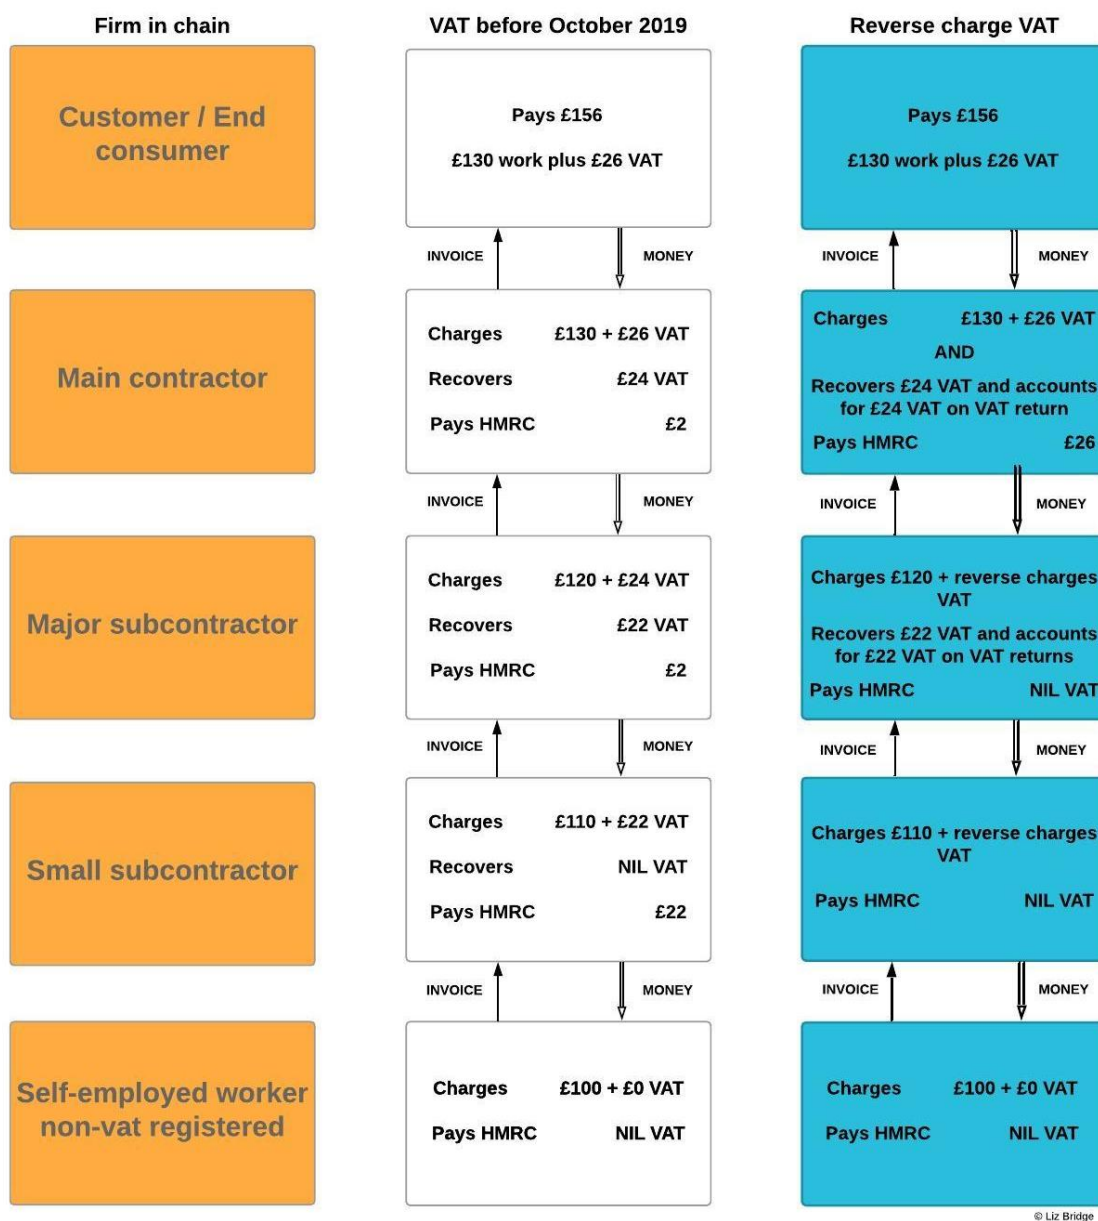 Firm in chain
VAT before October 2019
Reverse charge VAT
Customer / End
consumer
Pays £156
£130 work plus £26 VAT
Pays £156
£130 work plus £26 VAT
INVOICE
MONEY
INVOICE
MONEY
Main contractor
Charges £130 + £26 VAT
Recovers £24 VAT
Pays HMRC £2
Charges £130 + £26 VAT
AND
Recovers £24 VAT and accounts
for £24 VAT on VAT return
Pays HMRC £26
INVOICE
MONEY
INVOICE
MONEY
Major subcontractor
Charges £120 + £24 VAT
Recovers £22 VAT
Pays HMRC £2
Charges £120 + reverse charges
VAT
Recovers £22 VAT and accounts
for £22 VAT on VAT returns
Pays HMRC NIL VAT
INVOICE
MONEY
INVOICE
MONEY
Small subcontractor
Charges £110 + £22 VAT
Recovers NIL VAT
Pays HMRC £22
Charges £110 + reverse charges
VAT
Pays HMRC NIL VAT
INVOICE
MONEY
INVOICE
MONEY
Self-employed worker
non-vat registered
Charges £100 + £0 VAT
Pays HMRC NIL VAT
Charges £100 + £0 VAT
Pays HMRC NIL VAT
© Liz Bridge